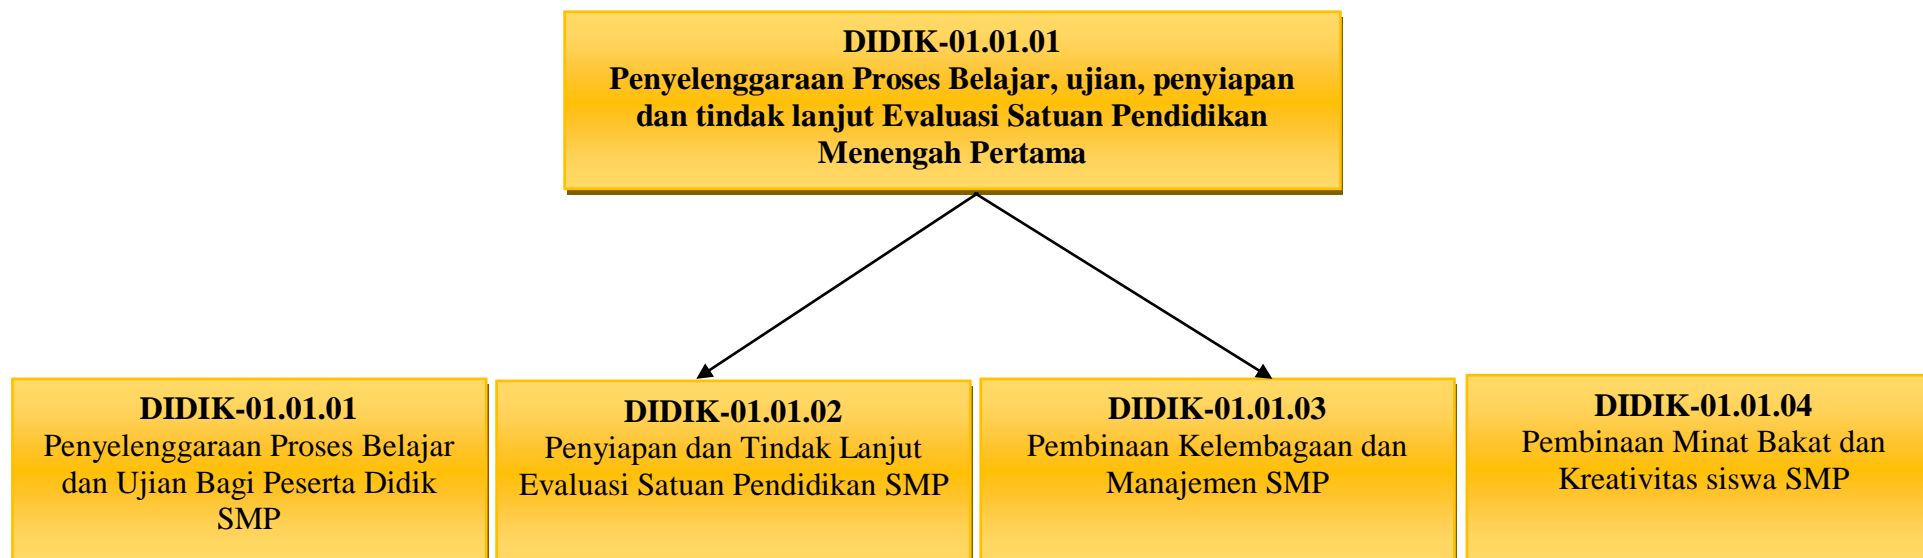 DIDIK-01.01.01
Penyelenggaraan Proses Belajar, ujian, penyiapan
dan tindak lanjut Evaluasi Satuan Pendidikan
Menengah Pertama
DIDIK-01.01.01
Penyelenggaraan Proses Belajar
dan Ujian Bagi Peserta Didik
SMP
DIDIK-01.01.02
Penyiapan dan Tindak Lanjut
Evaluasi Satuan Pendidikan SMP
DIDIK-01.01.03
Pembinaan Kelembagaan dan
Manajemen SMP
DIDIK-01.01.04
Pembinaan Minat Bakat dan
Kreativitas siswa SMP